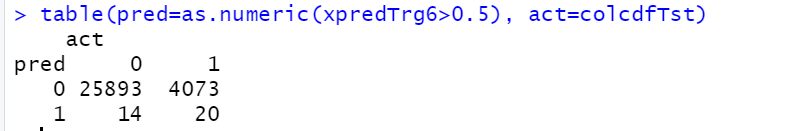 > table(pred=as.numeric(xpredTrg6>0.5), act=colcdfTst)
    act
pred     0     1
   0 25893  4073
   1    14    20